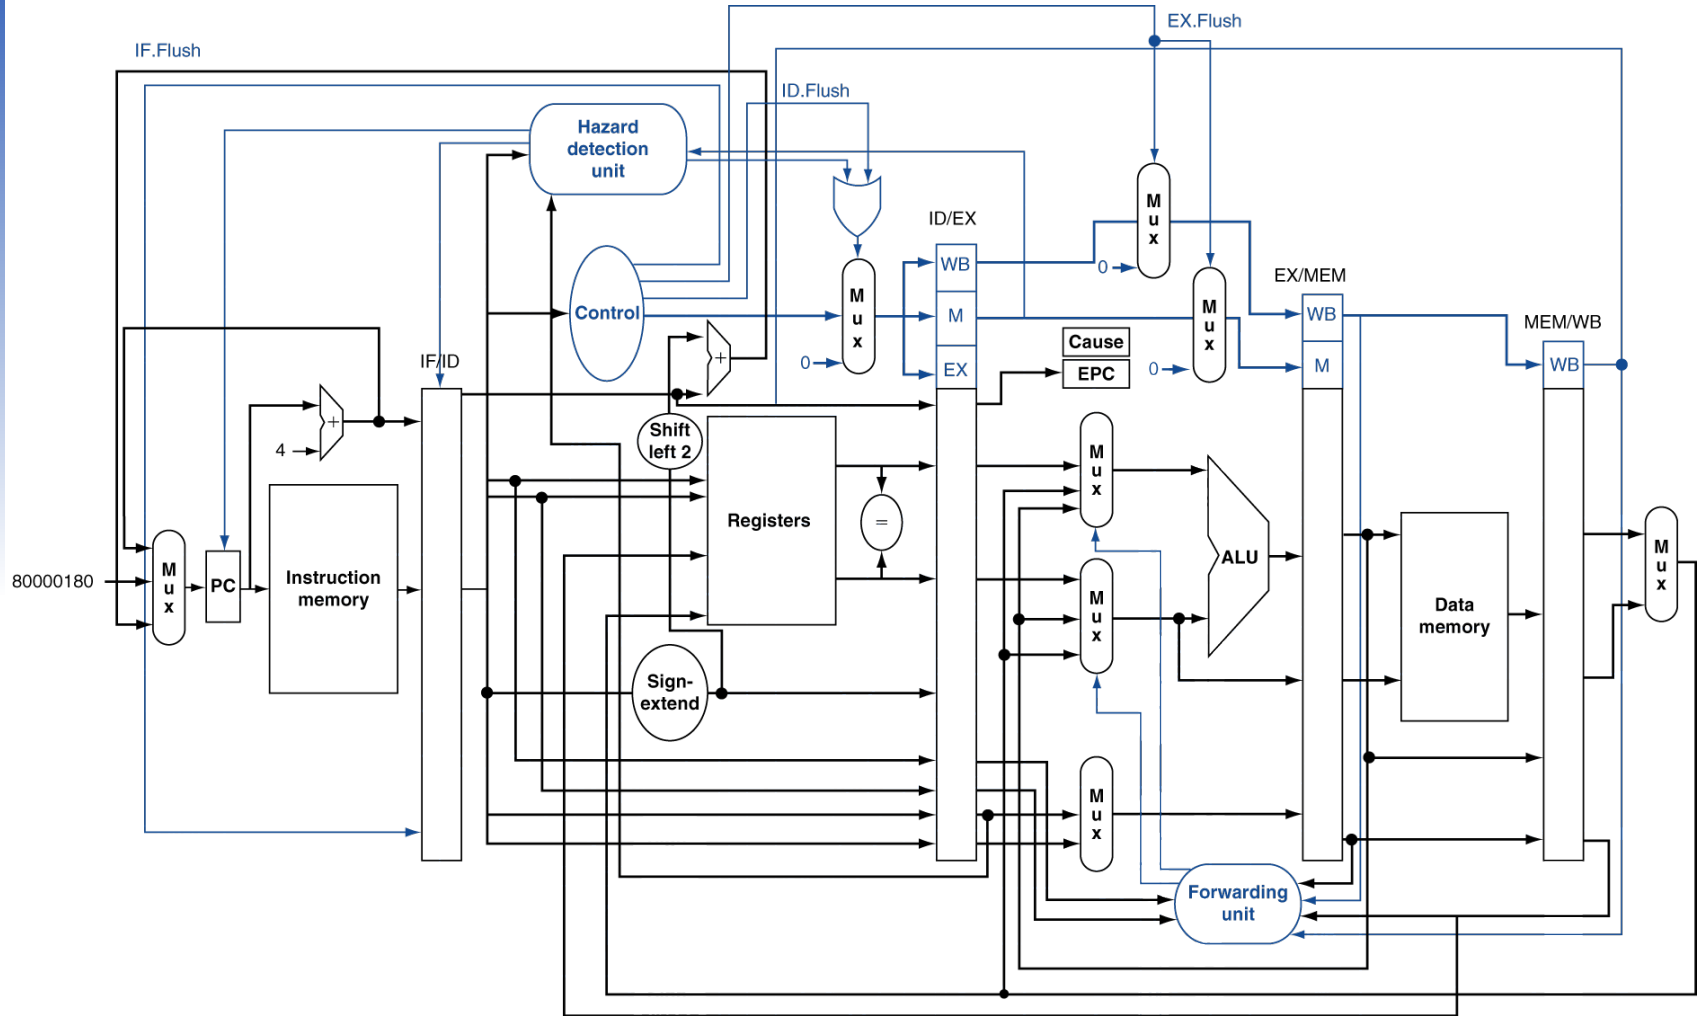 EX.Flush
IF.Flush
ID.Flush
Hazard
detection
unit
M
u
x
0
ID/EX
WB
M
EX
Control
M
u
x
0
M
u
x
0
EX/MEM
WB
M
MEM/WB
WB
Cause
EPC
IF/ID
+
+
4
Shift
left 2
M
u
x
Registers
=
ALU
M
u
x
80000180
M
u
x
PC
Instruction
memory
M
u
x
Data
memory
Sign-
extend
M
u
x
Forwarding
unit